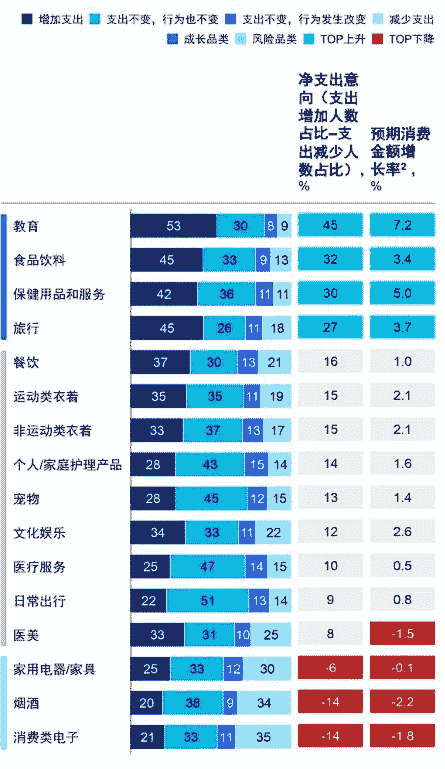 增加支出 支出不变，行为也不变 支出不变，行为发生改变 减少支出
成长品类 风险品类 TOP上升 TOP下降
净支出意
向（支出
增加人数
占比–支
出减少人
数占比），
%
预期消费
金额增
长率2，
%
教育 53 30 8 9 45 7.2
食品饮料 45 33 9 13 32 3.4
保健用品和服务 42 36 11 11 30 5.0
旅行 45 26 11 18 27 3.7
餐饮 37 30 13 21 16 1.0
运动类衣着 35 35 11 19 15 2.1
非运动类衣着 33 37 13 17 15 2.1
个人/家庭护理产品 28 43 15 14 14 1.6
宠物 28 45 12 15 13 1.4
文化娱乐 34 33 11 22 12 2.6
医疗服务 25 47 14 15 10 0.5
日常出行 22 51 13 14 9 0.8
医美 33 31 10 25 8 -1.5
家用电器/家具 25 33 12 30 -6 -0.1
烟酒 20 38 9 34 -14 -2.2
消费类电子 21 33 11 35 -14 -1.8